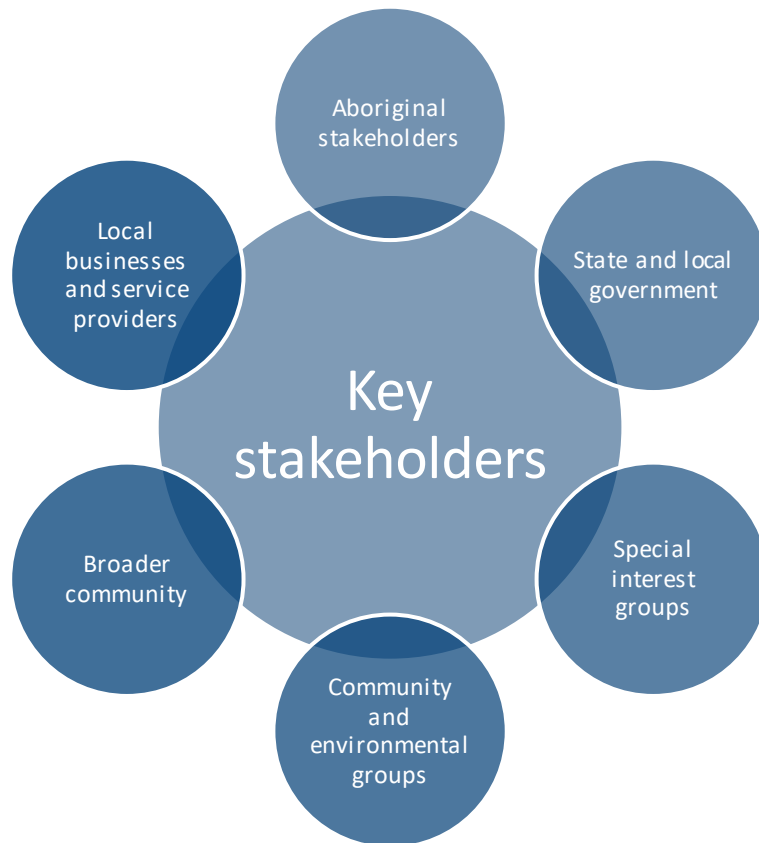 Aboriginal
stakeholders
State and local
government
Special
interest
groups
Community
and
environmental
groups
Broader
community
Local
businesses
and service
providers
Key
stakeholders